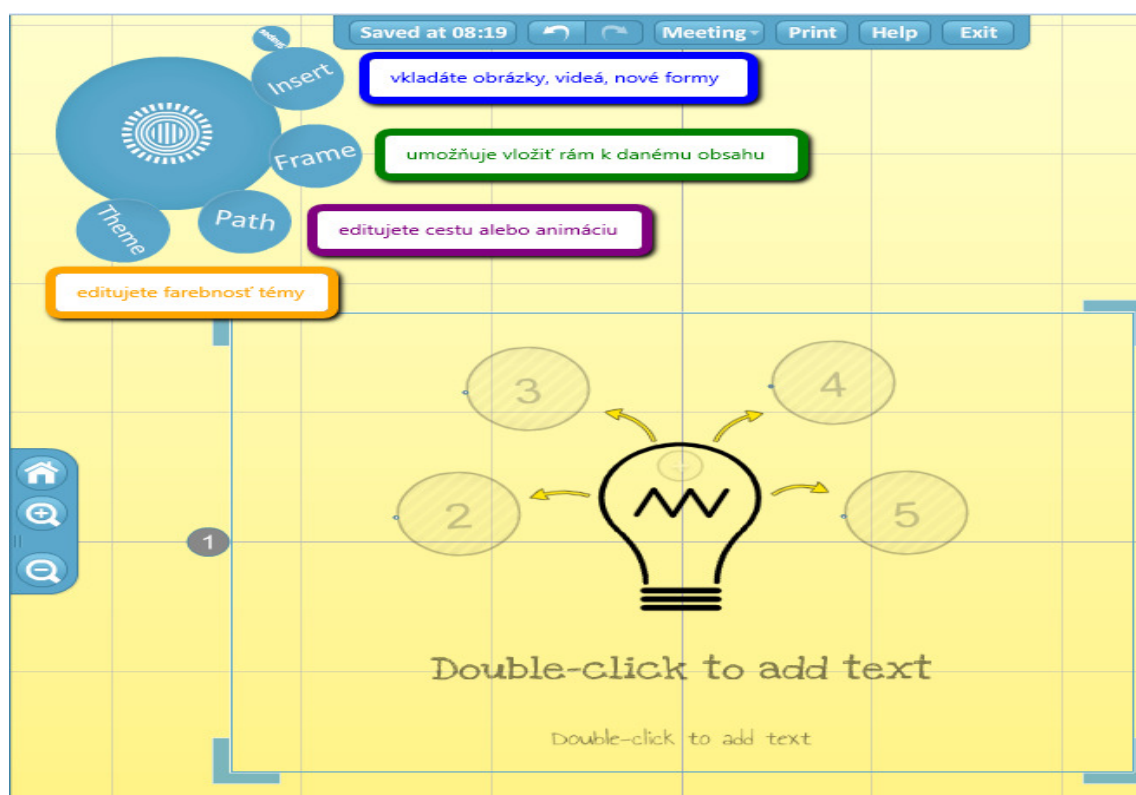 Saved at 08:19 Meeting Print Help Exit
Shapes
Insert
vkladáte obrázky, videá, nové formy
Frame
umožňuje vložiť rám k danému obsahu
Path
editujete cestu alebo animáciu
Theme
editujete farebnosť témy
3
4
2
5
1
Double-click to add text
Double-click to add text